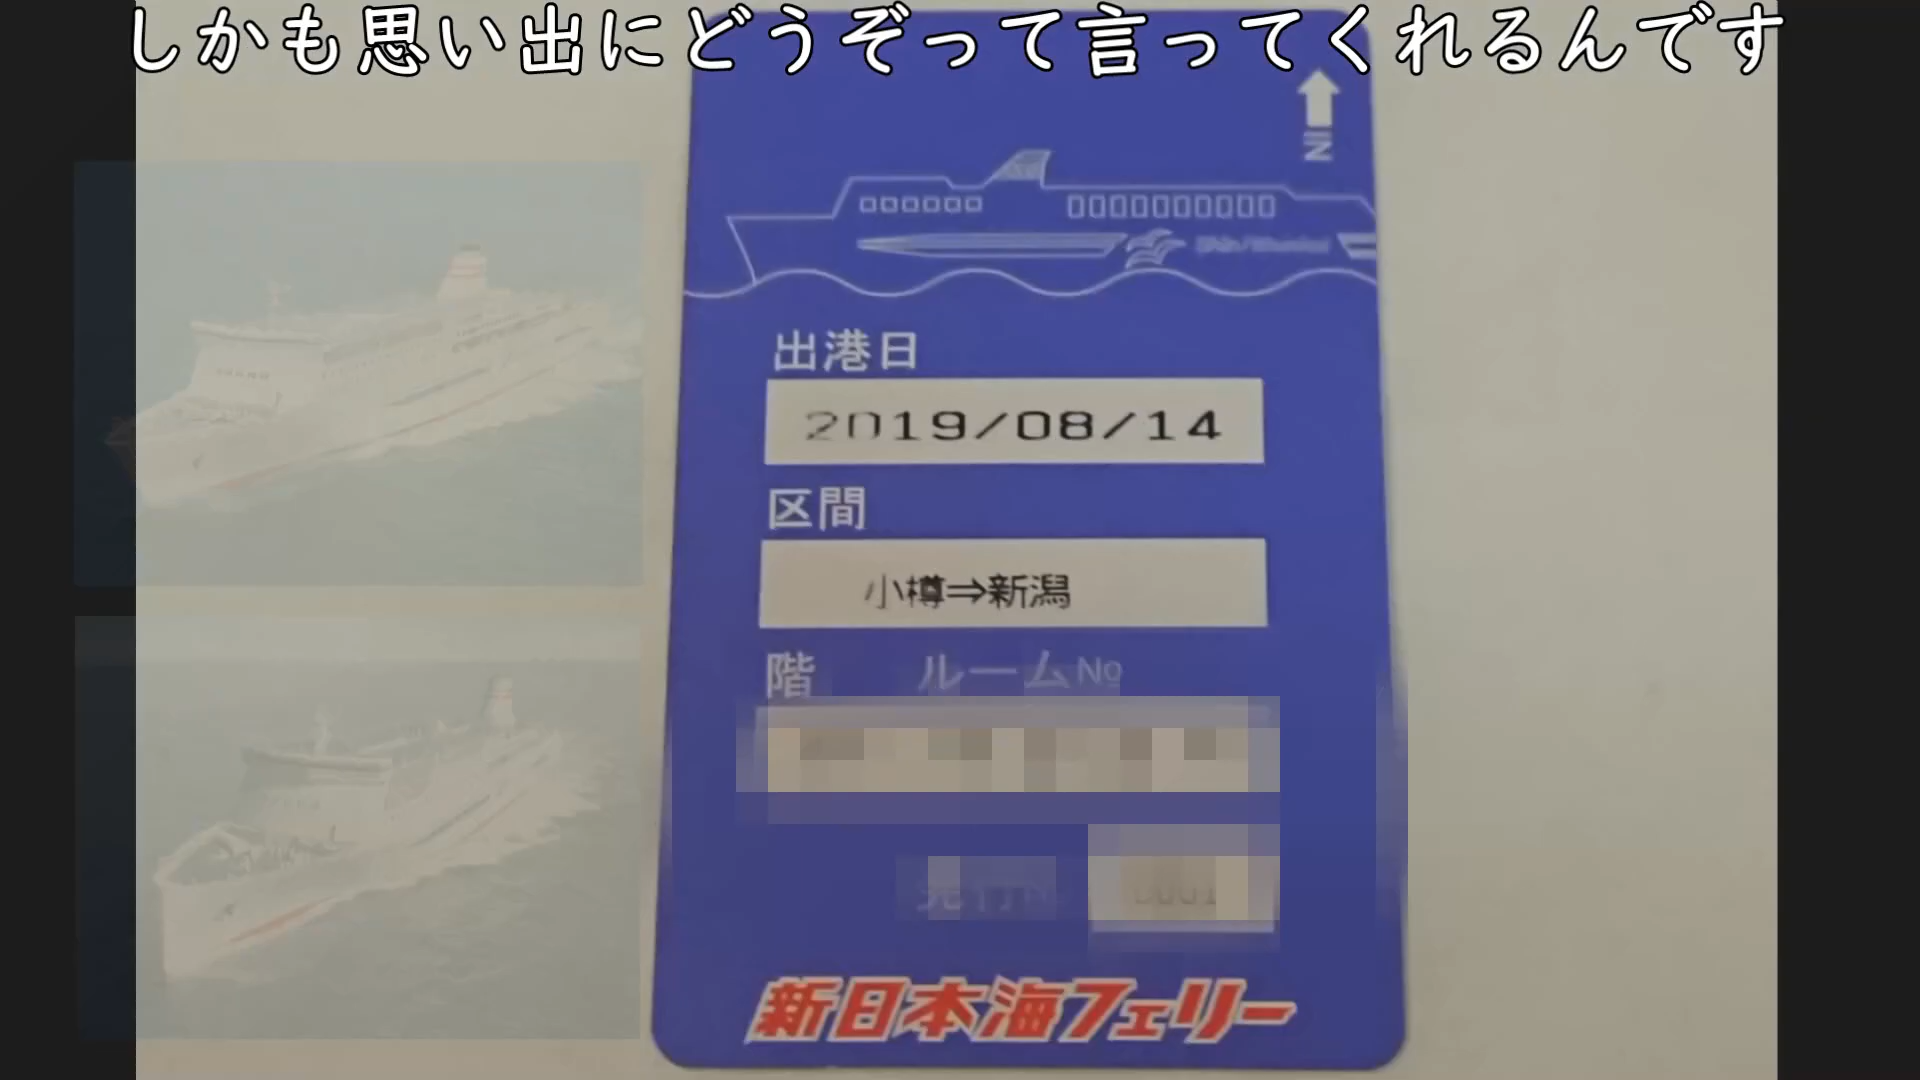 しかも思い出にどうぞって言ってくれるんです
IN
出港日
2019/08/14
区間
小樽⇒新潟
階 ルーム№
新日本海フェリー